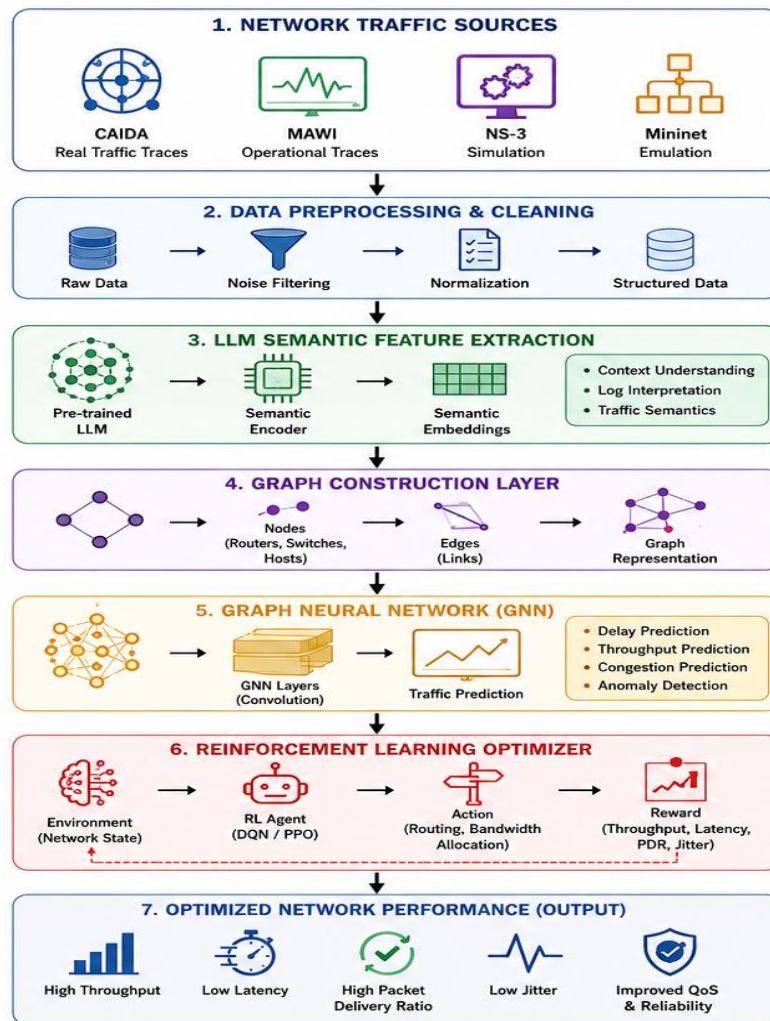 1. NETWORK TRAFFIC SOURCES
CAIDA
Real Traffic Traces
MAWI
Operational Traces
NS-3
Simulation
Mininet
Emulation
2. DATA PREPROCESSING & CLEANING
Raw Data
Noise Filtering
Normalization
Structured Data
3. LLM SEMANTIC FEATURE EXTRACTION
Pre-trained
LLM
Semantic
Encoder
Semantic
Embeddings
• Context Understanding
• Log Interpretation
• Traffic Semantics
4. GRAPH CONSTRUCTION LAYER
Nodes
(Routers, Switches,
Hosts)
Edges
(Links)
Graph
Representation
5. GRAPH NEURAL NETWORK (GNN)
GNN Layers
(Convolution)
Traffic Prediction
• Delay Prediction
• Throughput Prediction
• Congestion Prediction
• Anomaly Detection
6. REINFORCEMENT LEARNING OPTIMIZER
Environment
(Network State)
RL Agent
(DQN / PPO)
Action
(Routing, Bandwidth
Allocation)
Reward
(Throughput, Latency,
PDR, Jitter)
7. OPTIMIZED NETWORK PERFORMANCE (OUTPUT)
High Throughput
Low Latency
High Packet
Delivery Ratio
Low Jitter
Improved QoS
& Reliability